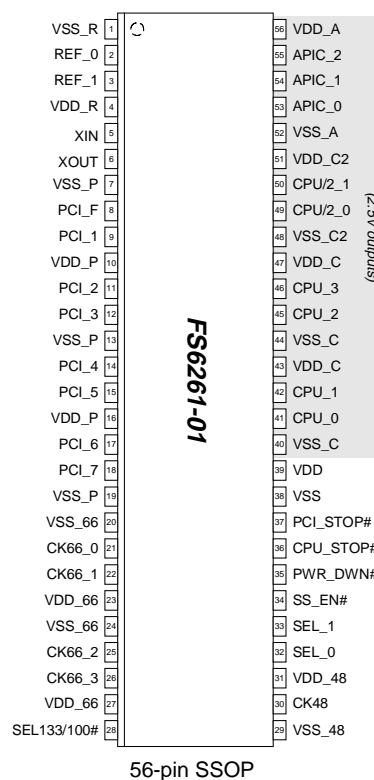 VSS_R 1 56 VDD_A
REF_0 2 55 APIC_2
REF_1 3 54 APIC_1
VDD_R 4 53 APIC_0
XIN 5 52 VSS_A
XOUT 6 51 VDD_C2
VSS_P 7 50 CPU/2_1
PCI_F 8 49 CPU/2_0
PCI_1 9 48 VSS_C2
VDD_P 10 47 VDD_C
PCI_2 11 46 CPU_3
PCI_3 12 45 CPU_2
VSS_P 13 44 VSS_C
PCI_4 14 43 VDD_C
PCI_5 15 42 CPU_1
VDD_P 16 41 CPU_0
PCI_6 17 40 VSS_C
PCI_7 18 39 VDD
VSS_P 19 38 VSS
VSS_66 20 37 PCI_STOP#
CK66_0 21 36 CPU_STOP#
CK66_1 22 35 PWR_DWN#
VDD_66 23 34 SS_EN#
VSS_66 24 33 SEL_1
CK66_2 25 32 SEL_0
CK66_3 26 31 VDD_48
VDD_66 27 30 CK48
SEL133/100# 28 29 VSS_48
FS6261-01
(2.5V outputs)
56-pin SSOP